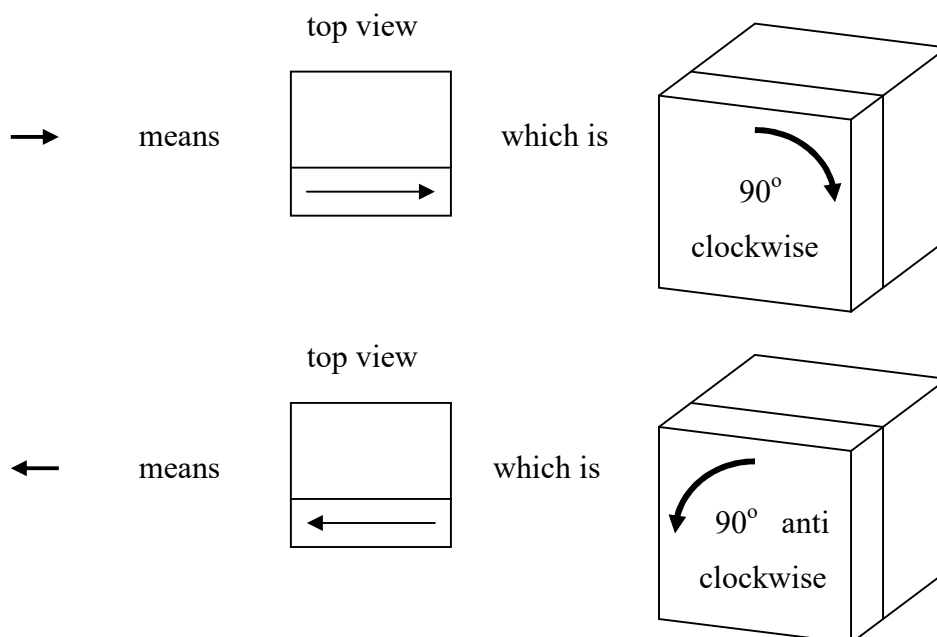 top view
means
which is
90° clockwise
top view
means
which is
90° anti clockwise